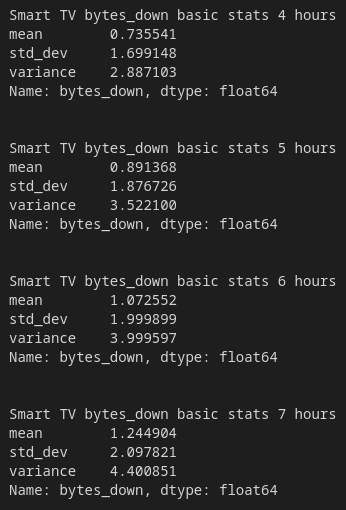 Smart TV bytes_down basic stats 4 hours
mean        0.735541
std_dev     1.699148
variance    2.887103
Name: bytes_down, dtype: float64
Smart TV bytes_down basic stats 5 hours
mean        0.891368
std_dev     1.876726
variance    3.522100
Name: bytes_down, dtype: float64
Smart TV bytes_down basic stats 6 hours
mean        1.072552
std_dev     1.999899
variance    3.999597
Name: bytes_down, dtype: float64
Smart TV bytes_down basic stats 7 hours
mean        1.244904
std_dev     2.097821
variance    4.400851
Name: bytes_down, dtype: float64